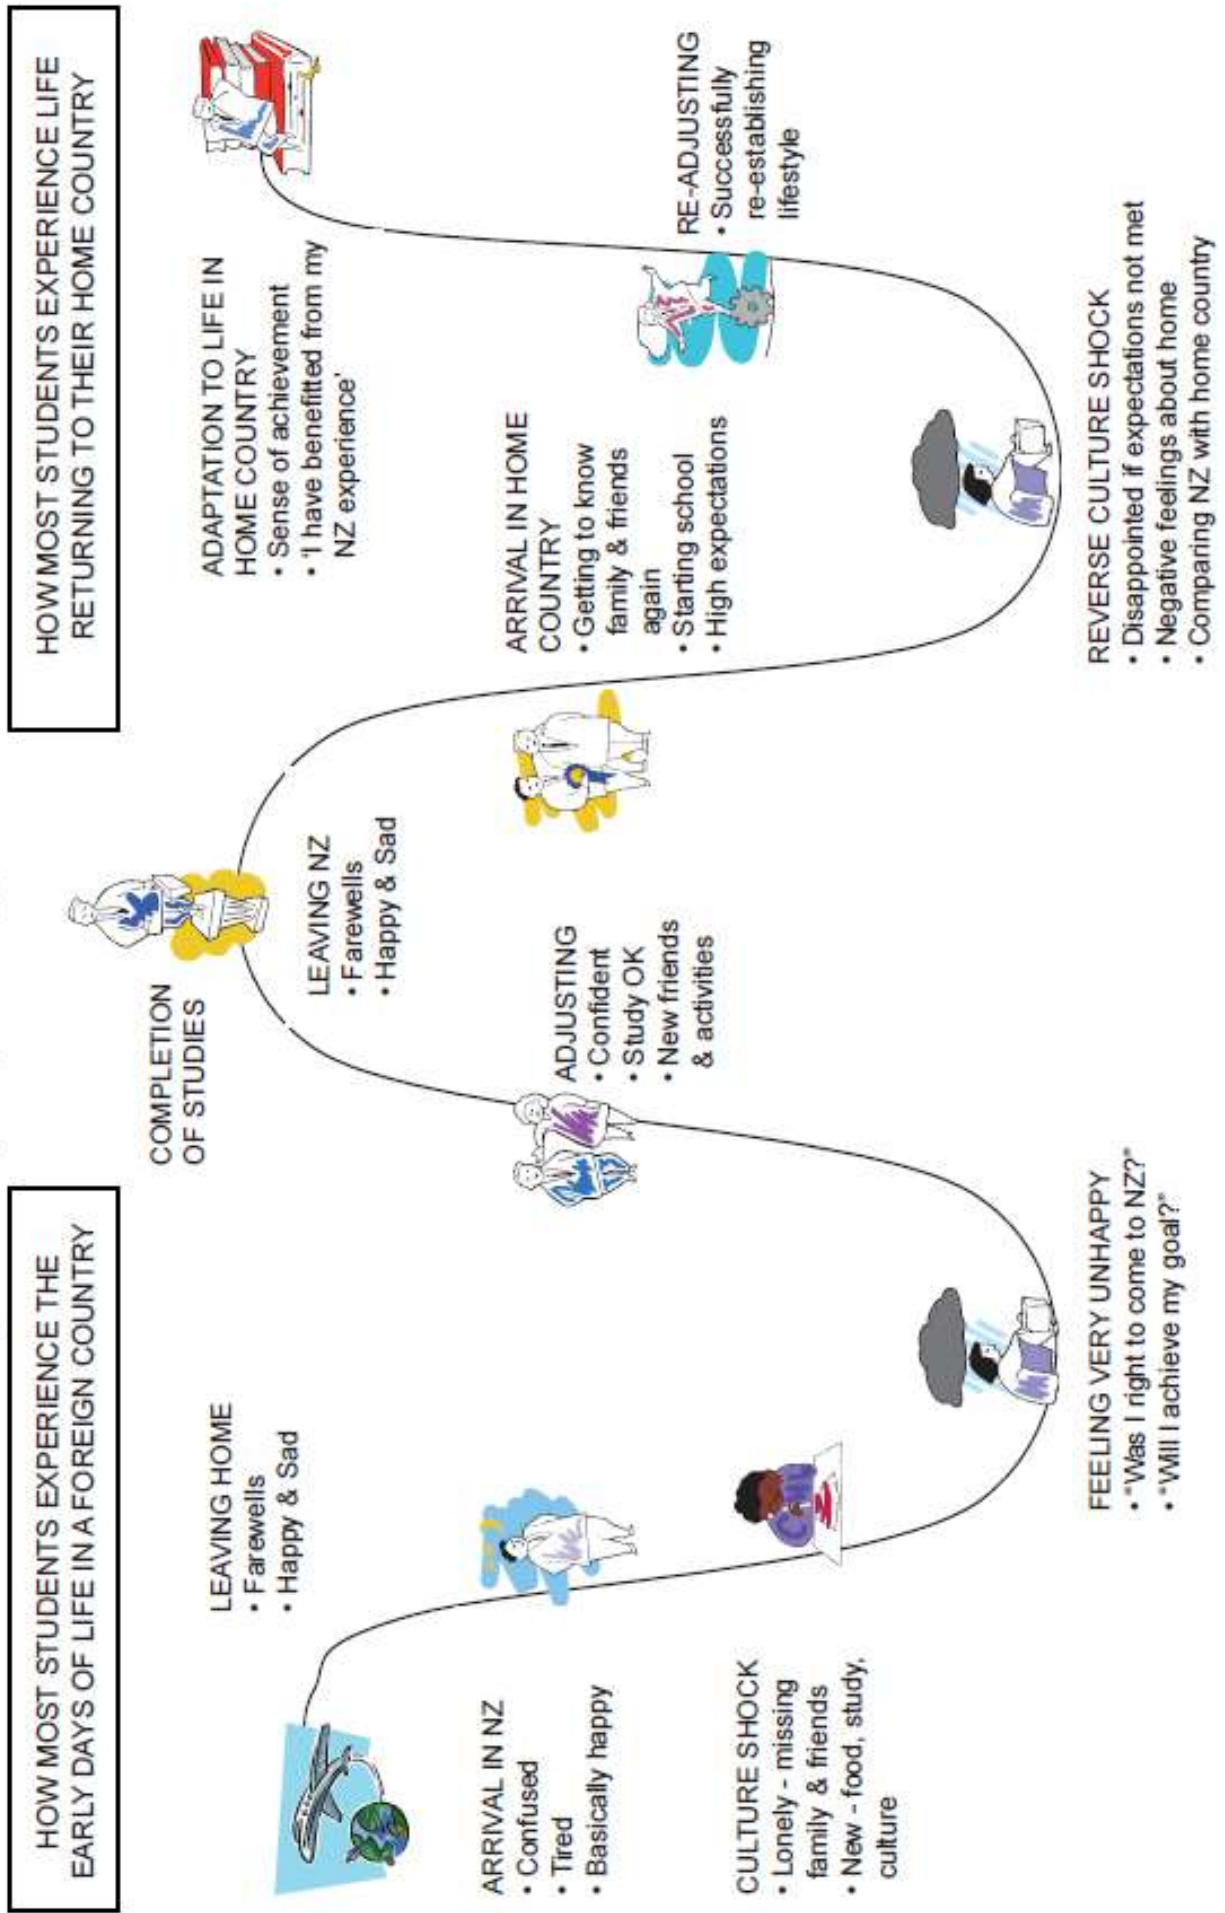 HOW MOST STUDENTS EXPERIENCE THE
EARLY DAYS OF LIFE IN A FOREIGN COUNTRY
HOW MOST STUDENTS EXPERIENCE LIFE
RETURNING TO THEIR HOME COUNTRY
LEAVING HOME
• Farewells
• Happy & Sad
ARRIVAL IN NZ
• Confused
• Tired
• Basically happy
CULTURE SHOCK
• Lonely - missing
family & friends
• New - food, study,
culture
FEELING VERY UNHAPPY
• "Was I right to come to NZ?"
• "Will I achieve my goal?"
ADJUSTING
• Confident
• Study OK
• New friends
& activities
COMPLETION
OF STUDIES
LEAVING NZ
• Farewells
• Happy & Sad
ARRIVAL IN HOME
COUNTRY
• Getting to know
family & friends
again
• Starting school
• High expectations
REVERSE CULTURE SHOCK
• Disappointed if expectations not met
• Negative feelings about home
• Comparing NZ with home country
RE-ADJUSTING
• Successfully
re-establishing
lifestyle
ADAPTATION TO LIFE IN
HOME COUNTRY
• Sense of achievement
• 'I have benefitted from my
NZ experience'